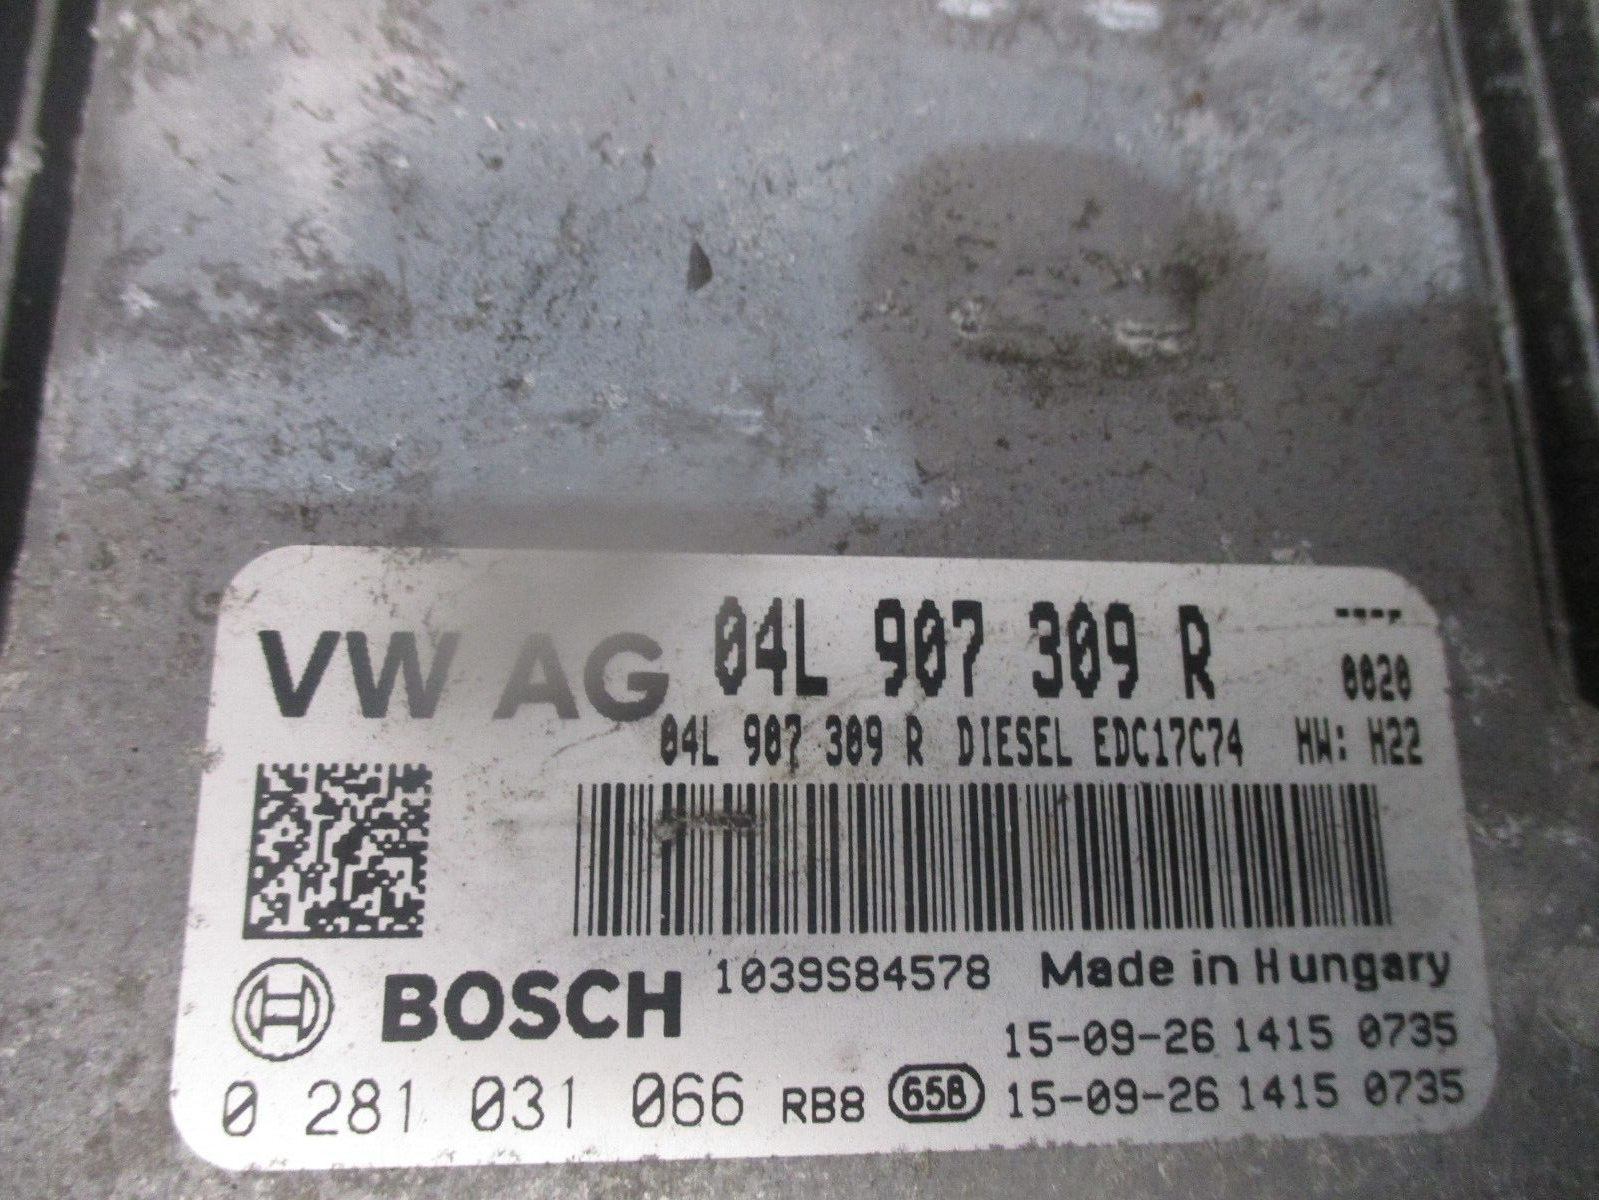 VW AG 04L 907 309 R ----
0020
04L 907 309 R DIESEL EDC17C74 HW: H22
BOSCH 1039S84578 Made in Hungary
15-09-26 1415 0735
0 281 031 066 RB8 65B 15-09-26 1415 0735